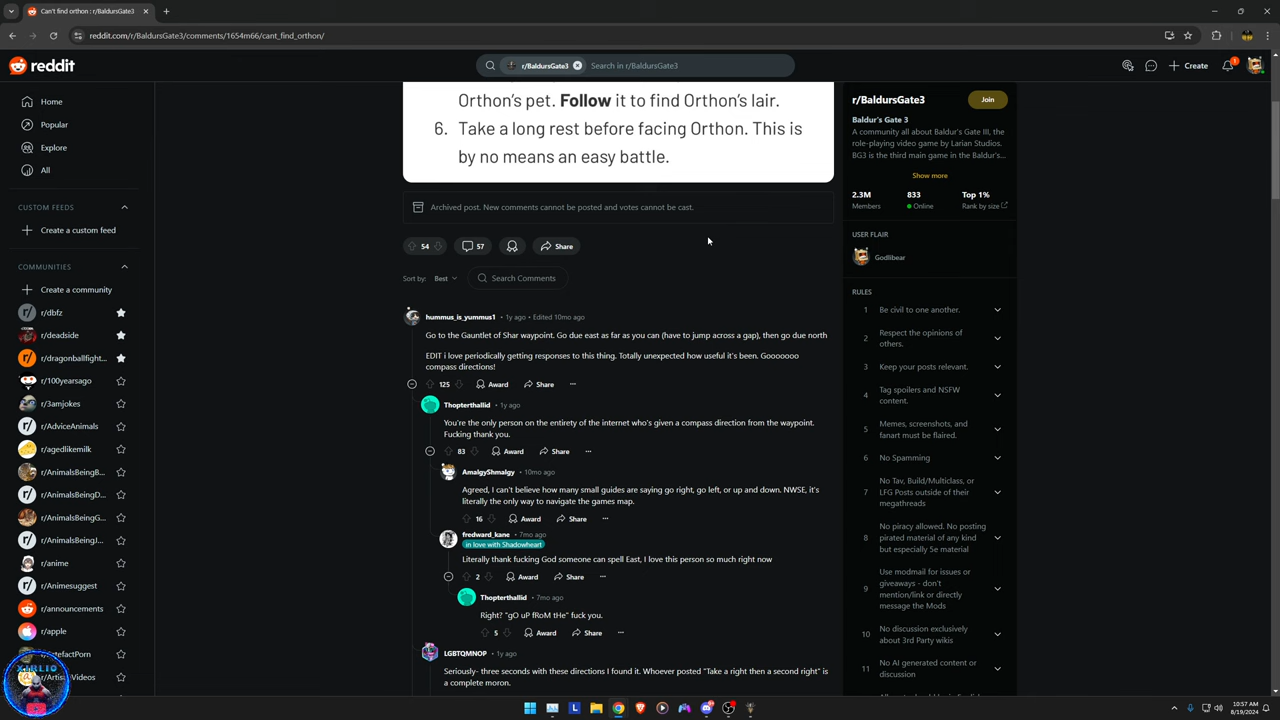 Can't find orthon : r/BaldursGate3
reddit.com/r/BaldursGate3/comments/1654m66/cant_find_orthon/
reddit
r/BaldursGate3
Search in r/BaldursGate3
Create
1
Home
Popular
Explore
All
CUSTOM FEEDS
Create a custom feed
COMMUNITIES
Create a community
r/dbfz
r/deadside
r/dragonballfight...
r/100yearsago
r/3amjokes
r/AdviceAnimals
r/agedlikemilk
r/AnimalsBeingB...
r/AnimalsBeingD...
r/AnimalsBeingG...
r/AnimalsBeingJ...
r/anime
r/Animesuggest
r/announcements
r/apple
r/ArtefactPorn
r/ArtisticVideos
XIRLIO
Orthon's pet. Follow it to find Orthon's lair.
6. Take a long rest before facing Orthon. This is
by no means an easy battle.
Archived post. New comments cannot be posted and votes cannot be cast.
54
57
Share
Sort by:
Best
Search Comments
hummus_is_yummus1 • 1y ago • Edited 10mo ago
Go to the Gauntlet of Shar waypoint. Go due east as far as you can (have to jump across a gap), then go due north
EDIT i love periodically getting responses to this thing. Totally unexpected how useful it's been. Gooooooo
compass directions!
125
Award
Share
Thopterthallid • 1y ago
You're the only person on the entirety of the internet who's given a compass direction from the waypoint.
Fucking thank you.
83
Award
Share
AmalgyShmalgy • 10mo ago
Agreed, I can't believe how many small guides are saying go right, go left, or up and down. NWSE, it's
literally the only way to navigate the games map.
16
Award
Share
fredward_kane • 7mo ago
in love with Shadowheart
Literally thank fucking God someone can spell East, I love this person so much right now
2
Award
Share
Thopterthallid • 7mo ago
Right? "gO uP fRoM tHe" fuck you.
5
Award
Share
LGBTQMNOP • 1y ago
Seriously- three seconds with these directions I found it. Whoever posted "Take a right then a second right" is
a complete moron.
r/BaldursGate3
Join
Baldur's Gate 3
A community all about Baldur's Gate III, the
role-playing video game by Larian Studios.
BG3 is the third main game in the Baldur's...
Show more
2.3M
Members
833
Online
Top 1%
Rank by size
USER FLAIR
Godlibear
RULES
1 Be civil to one another.
2 Respect the opinions of
others.
3 Keep your posts relevant.
4 Tag spoilers and NSFW
content.
5 Memes, screenshots, and
fanart must be flaired.
6 No Spamming
7 No Tav, Build/Multiclass, or
LFG Posts outside of their
megathreads
8 No piracy allowed. No posting
pirated material of any kind
but especially 5e material
9 Use modmail for issues or
giveaways - don't
mention/link or directly
message the Mods
10 No discussion exclusively
about 3rd Party wikis
11 No AI generated content or
discussion
10:57 AM
8/19/2024